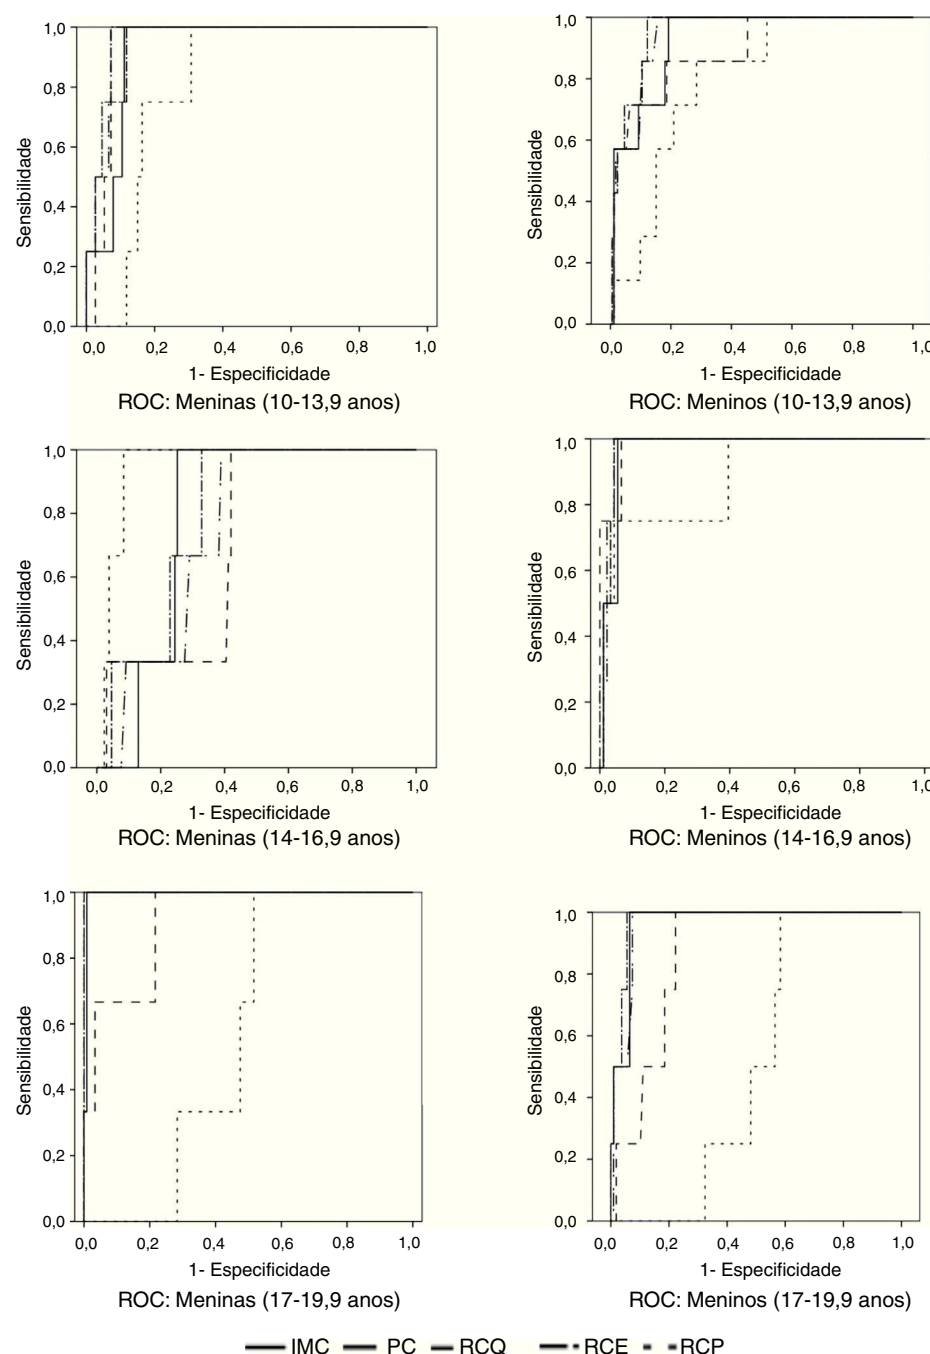 1,0
0,8
0,6
0,4
0,2
0,0
Sensibilidade
0,0 0,2 0,4 0,6 0,8 1,0
1- Especificidade
ROC: Meninas (10-13,9 anos)
1,0
0,8
0,6
0,4
0,2
0,0
Sensibilidade
0,0 0,2 0,4 0,6 0,8 1,0
1- Especificidade
ROC: Meninos (10-13,9 anos)
1,0
0,8
0,6
0,4
0,2
0,0
Sensibilidade
0,0 0,2 0,4 0,6 0,8 1,0
1- Especificidade
ROC: Meninas (14-16,9 anos)
1,0
0,8
0,6
0,4
0,2
0,0
Sensibilidade
0,0 0,2 0,4 0,6 0,8 1,0
1- Especificidade
ROC: Meninos (14-16,9 anos)
1,0
0,8
0,6
0,4
0,2
0,0
Sensibilidade
0,0 0,2 0,4 0,6 0,8 1,0
1- Especificidade
ROC: Meninas (17-19,9 anos)
1,0
0,8
0,6
0,4
0,2
0,0
Sensibilidade
0,0 0,2 0,4 0,6 0,8 1,0
1- Especificidade
ROC: Meninos (17-19,9 anos)
IMC PC RCQ RCE RCP